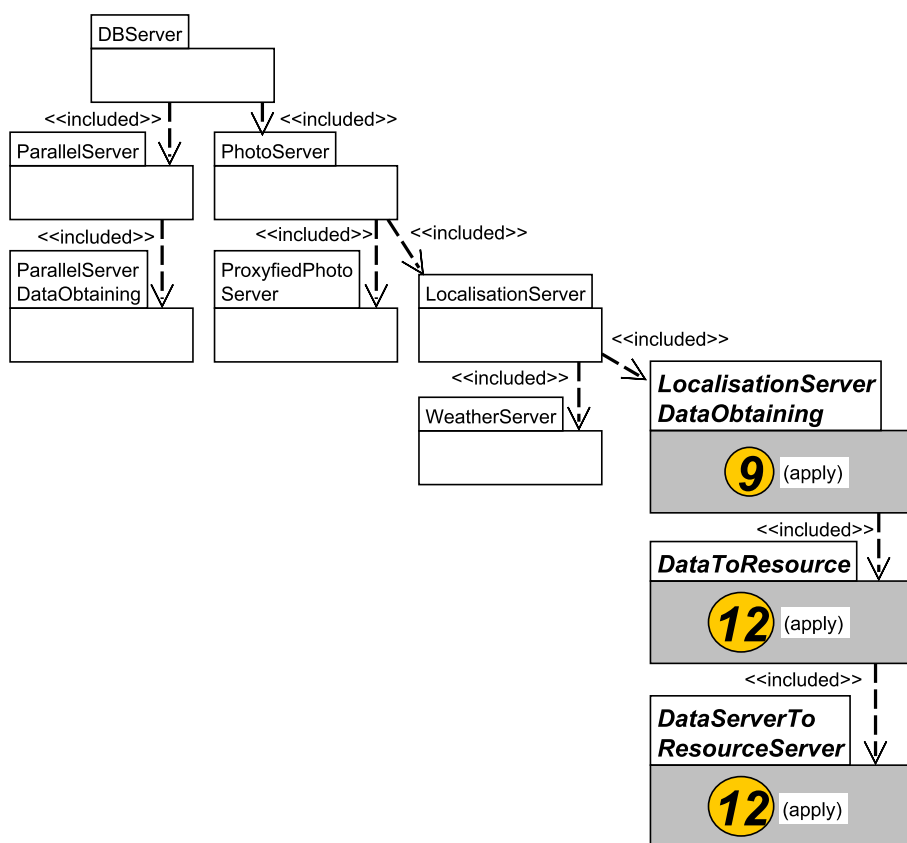 DBServer
<<included>>
<<included>>
ParallelServer
PhotoServer
<<included>>
<<included>>
<<included>>
ParallelServer
DataObtaining
ProxyfiedPhoto
Server
LocalisationServer
<<included>>
<<included>>
LocalisationServer
DataObtaining
WeatherServer
9 (apply)
<<included>>
DataToResource
12 (apply)
<<included>>
DataServerTo
ResourceServer
12 (apply)